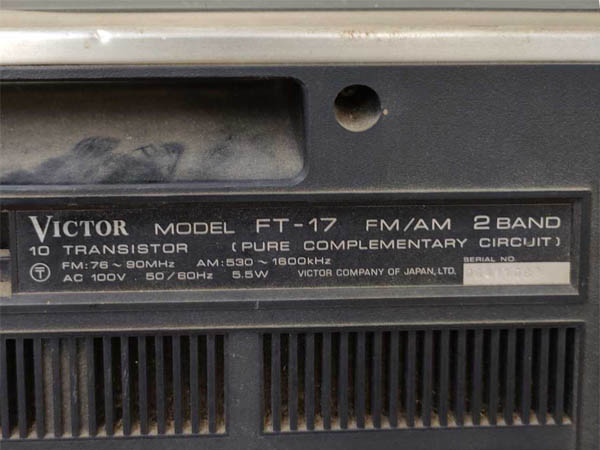 VICTOR MODEL FT-17 FM/AM 2 BAND
10 TRANSISTOR (PURE COMPLEMENTARY CIRCUIT)
T FM: 76~90MHz AM: 530~1600kHz SERIAL NO.
AC 100V 50/60Hz 5.5W VICTOR COMPANY OF JAPAN, LTD.